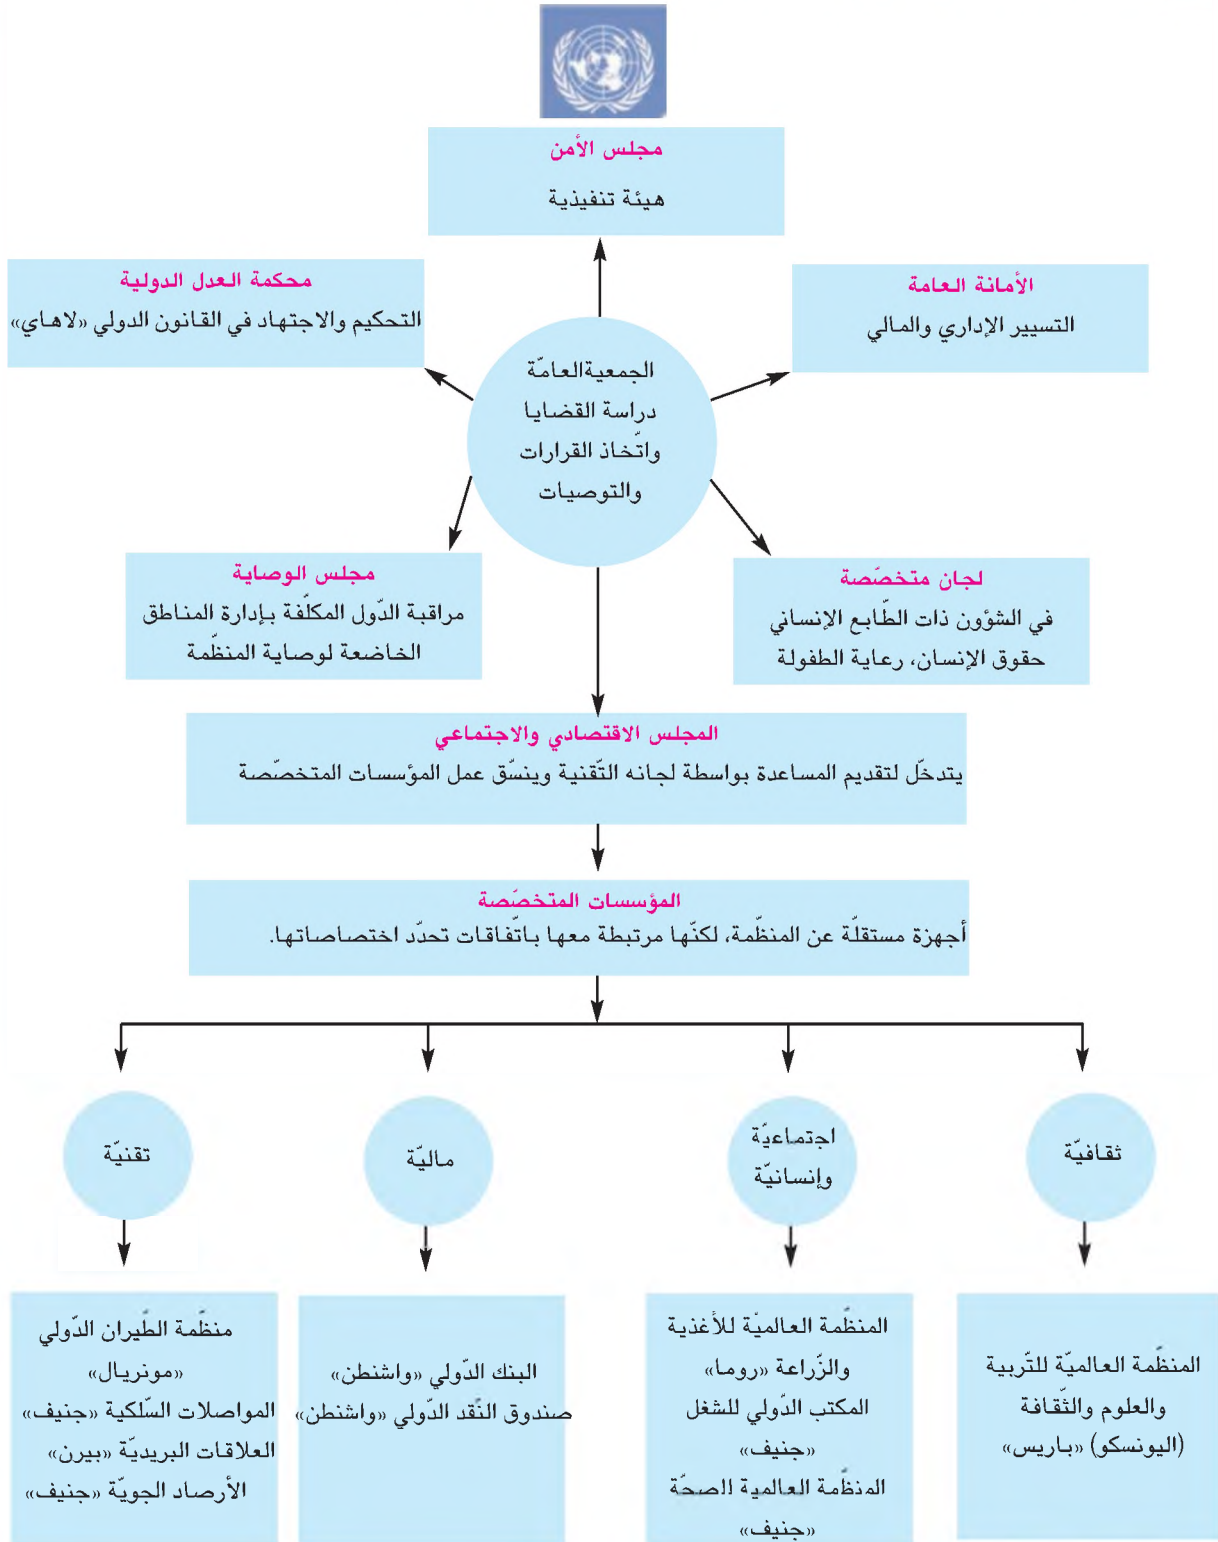 مجلس الأمن
هيئة تنفيذية
الأمانة العامة
التسيير الإداري والمالي
محكمة العدل الدولية
التحكيم والاجتهاد في القانون الدولي «لاهاي»
الجمعية العامّة
دراسة القضايا
واتّخاذ القرارات
والتوصيات
لجان متخصّصة
في الشؤون ذات الطّابع الإنساني
حقوق الإنسان، رعاية الطفولة
مجلس الوصاية
مراقبة الدّول المكلّفة بإدارة المناطق
الخاضعة لوصاية المنظّمة
المجلس الاقتصادي والاجتماعي
يتدخّل لتقديم المساعدة بواسطة لجانه التّقنية وينسّق عمل المؤسسات المتخصّصة
المؤسسات المتخصّصة
أجهزة مستقلّة عن المنظّمة، لكنّها مرتبطة معها باتّفاقات تحدّد اختصاصاتها.
ثقافيّة
اجتماعيّة
وإنسانيّة
ماليّة
تقنيّة
المنظّمة العالميّة للتّربية
والعلوم والثّقافة
(اليونسكو) «باريس»
المنظّمة العالميّة للأغذية
والزّراعة «روما»
المكتب الدّولي للشغل
«جنيف»
المنظّمة العالمية للصحّة
«جنيف»
البنك الدّولي «واشنطن»
صندوق النّقد الدّولي «واشنطن»
منظّمة الطّيران الدّولي
«مونريال»
المواصلات السّلكية «جنيف»
العلاقات البريديّة «بيرن»
الأرصاد الجويّة «جنيف»